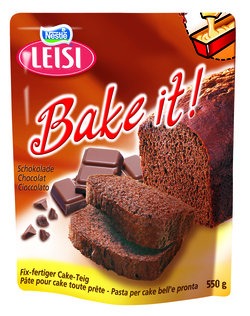 Nestlé
LEISI
Bake it!
Schokolade
Chocolat
Cioccolato
Fix-fertiger Cake-Teig
Pâte pour cake toute prête - Pasta per cake bell'e pronta
550 g